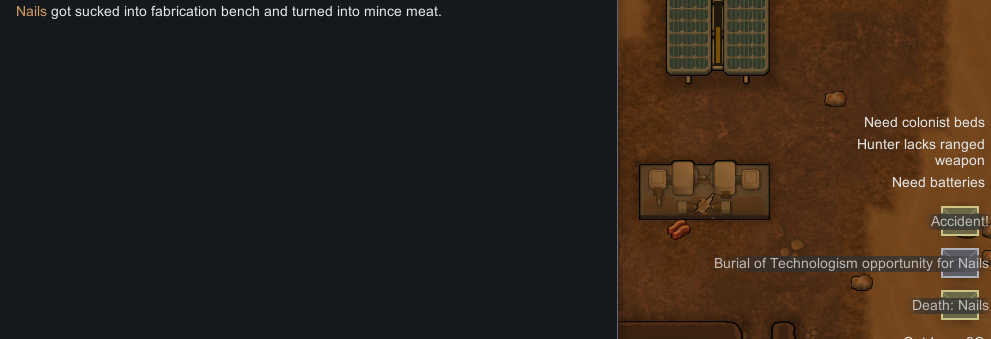 Nails got sucked into fabrication bench and turned into mince meat.
Need colonist beds
Hunter lacks ranged
weapon
Need batteries
Accident!
Burial of Technologism opportunity for Nails
Death: Nails